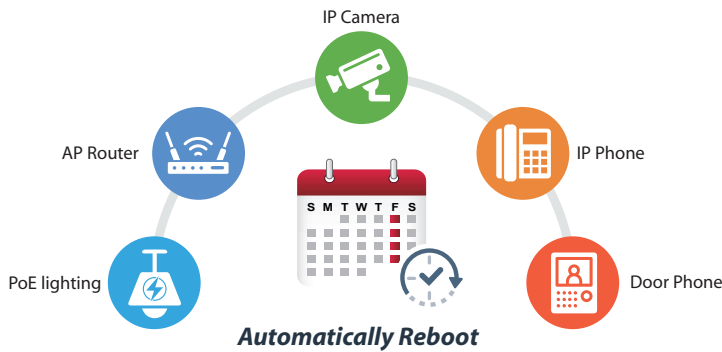 IP Camera
AP Router
IP Phone
S M T W T F S
PoE lighting
Door Phone
Automatically Reboot